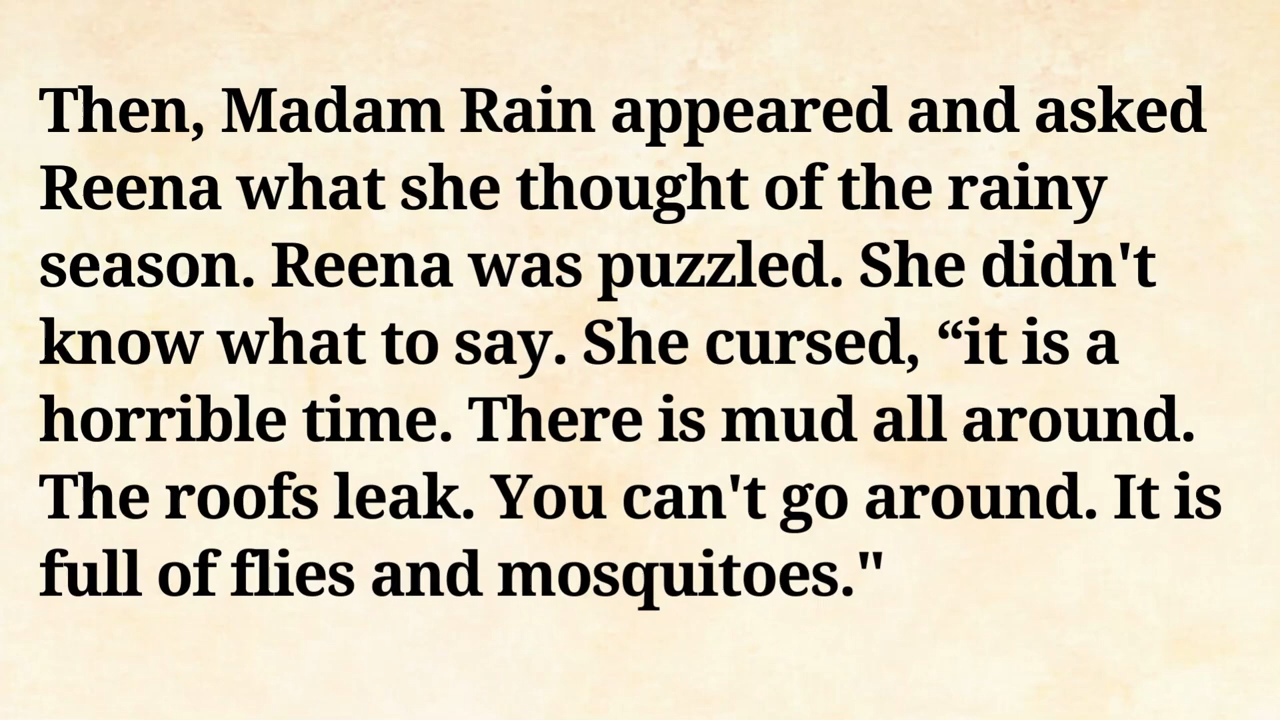 Then, Madam Rain appeared and asked
Reena what she thought of the rainy
season. Reena was puzzled. She didn't
know what to say. She cursed, “it is a
horrible time. There is mud all around.
The roofs leak. You can't go around. It is
full of flies and mosquitoes."